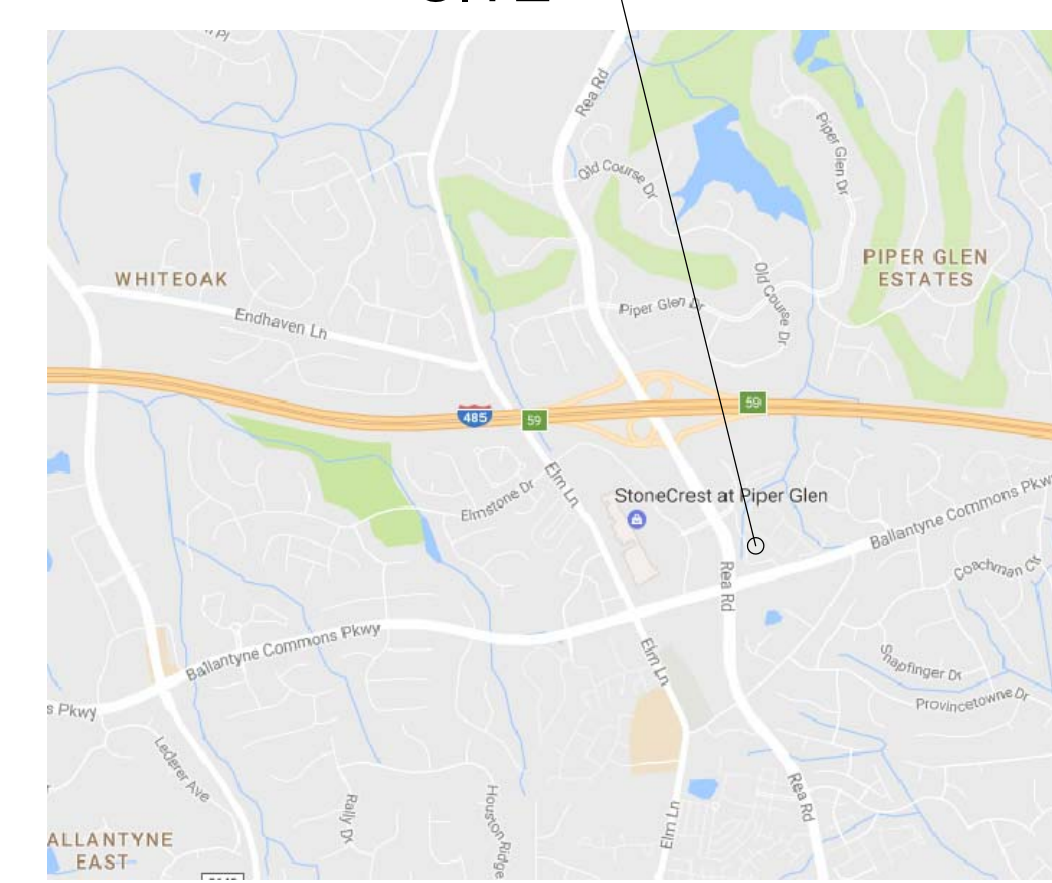 Rea Rd
Old Course Dr
Piper Glen Dr
WHITEOAK
PIPER GLEN
ESTATES
Old Course Dr
Piper Glen Dr
Endhaven Ln
485
59
59
Elm Ln
Elmstone Dr
StoneCrest at Piper Glen
Ballantyne Commons Pkwy
Rea Rd
Coachman Ct
Ballantyne Commons Pkwy
Elm Ln
Snapfinger Dr
Provincetowne Dr
s Pkwy
Lederer Ave
Rally Dr
Houston Ridge
Elm Ln
Rea Rd
ALLANTYNE
EAST